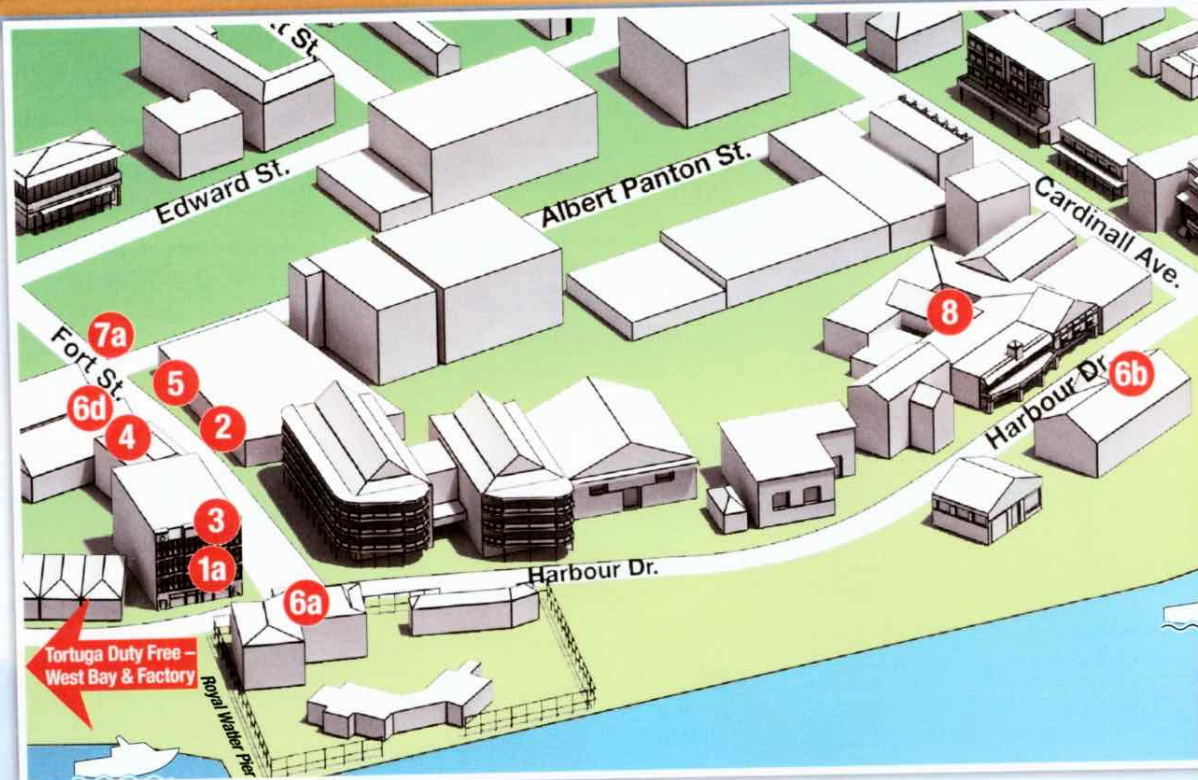 Edward St.
Albert Panton St.
Cardinall Ave.
7a
Fort St.
8
5
6d
2
4
6b
Harbour Dr.
3
1a
Harbour Dr.
6a
Tortuga Duty Free –
West Bay & Factory
Royal Watler Pier